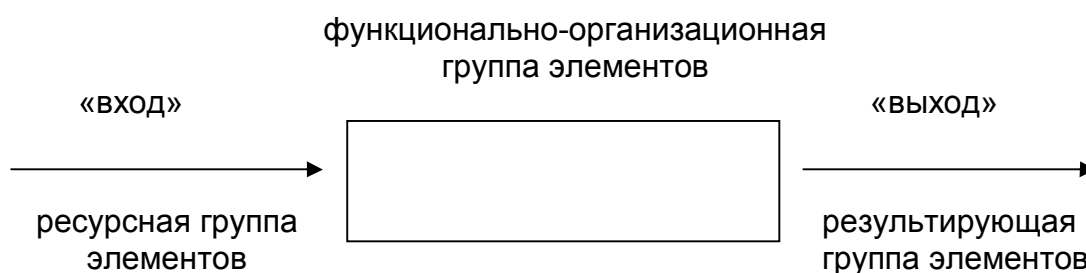 функционально-организационная
группа элементов
«вход»
«выход»
ресурсная группа
элементов
результирующая
группа элементов